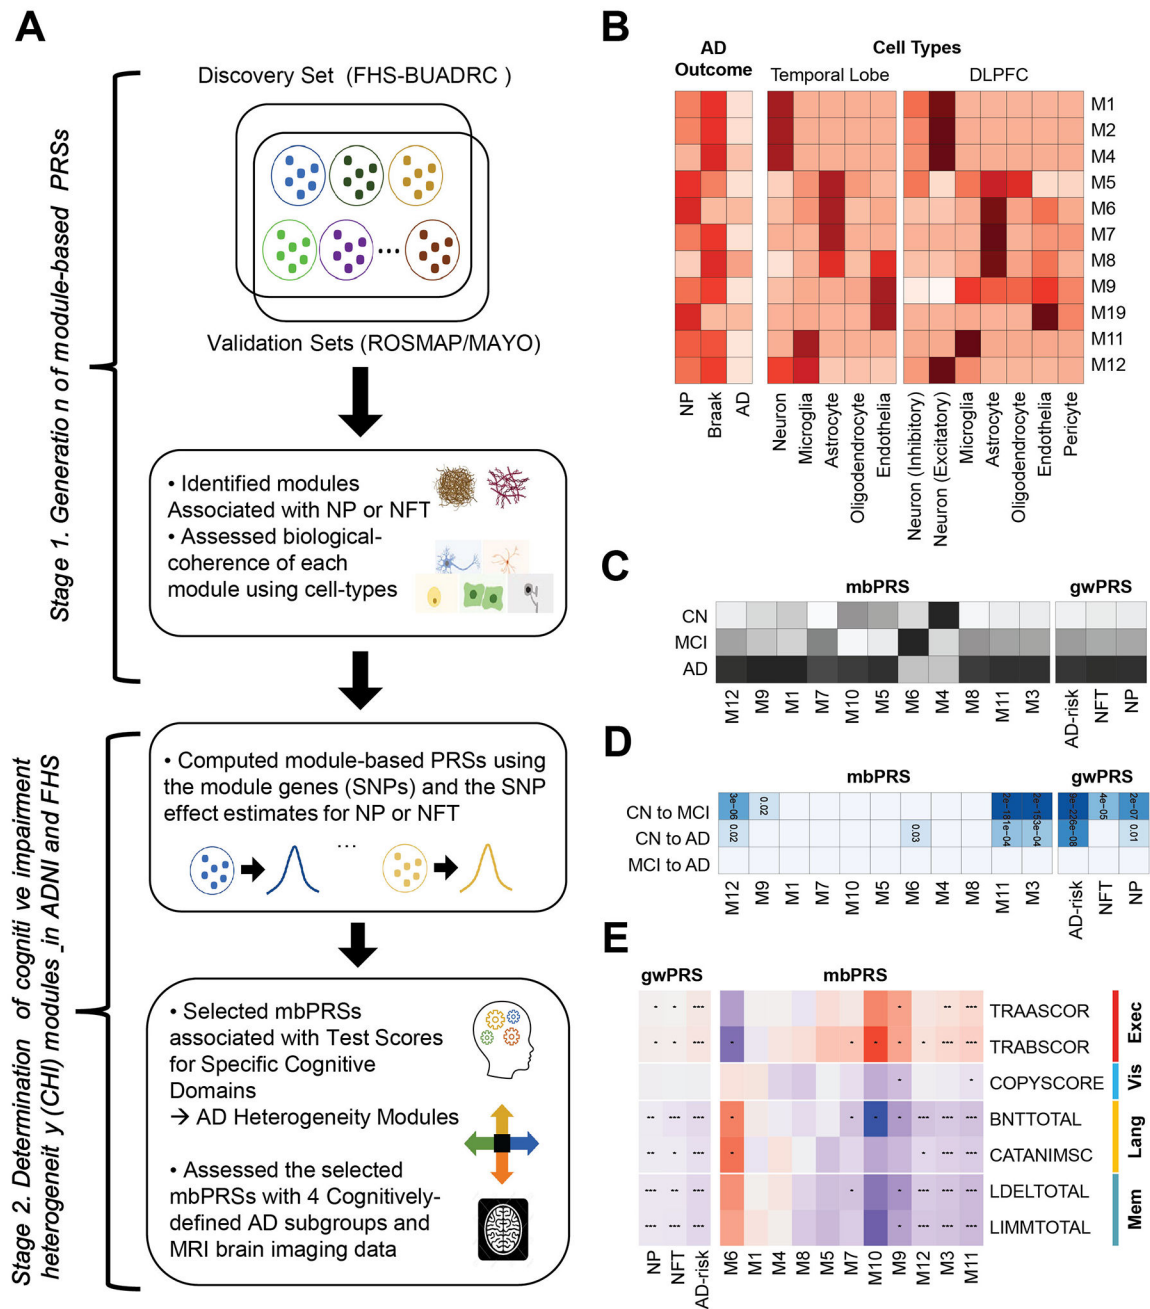 A
Discovery Set (FHS-BUADRC )
Validation Sets (ROSMAP/MAYO)
Stage 1. Generatio n of module-based PRSs
• Identified modules
Associated with NP or NFT
• Assessed biological-
coherence of each
module using cell-types
Stage 2. Determination of cogniti ve impairment
heterogeneit y (CHI) modules _in ADNI and FHS
• Computed module-based PRSs using
the module genes (SNPs) and the SNP
effect estimates for NP or NFT
...
• Selected mbPRSs
associated with Test Scores
for Specific Cognitive
Domains
→ AD Heterogeneity Modules
• Assessed the selected
mbPRSs with 4 Cognitively-
defined AD subgroups and
MRI brain imaging data
B
AD
Outcome
Cell Types
Temporal Lobe
DLPFC
M1
M2
M4
M5
M6
M7
M8
M9
M19
M11
M12
NP
Braak
AD
Neuron
Microglia
Astrocyte
Oligodendrocyte
Endothelia
Neuron (Inhibitory)
Neuron (Excitatory)
Microglia
Astrocyte
Oligodendrocyte
Endothelia
Pericyte
C
mbPRS
gwPRS
CN
MCI
AD
M12
M9
M1
M7
M10
M5
M6
M4
M8
M11
M3
AD-risk
NFT
NP
D
mbPRS
gwPRS
CN to MCI
3e-06
0.02
4e-05
2e-07
CN to AD
0.02
0.03
0.01
MCI to AD
M12
M9
M1
M7
M10
M5
M6
M4
M8
M11
M3
AD-risk
NFT
NP
E
gwPRS
mbPRS
TRAASCOR
TRABSCOR
COPYSCORE
BNTTOTAL
CATANIMSC
LDELTOTAL
LIMMTOTAL
Exec
Vis
Lang
Mem
NP
NFT
AD-risk
M6
M1
M4
M8
M5
M7
M10
M9
M12
M3
M11